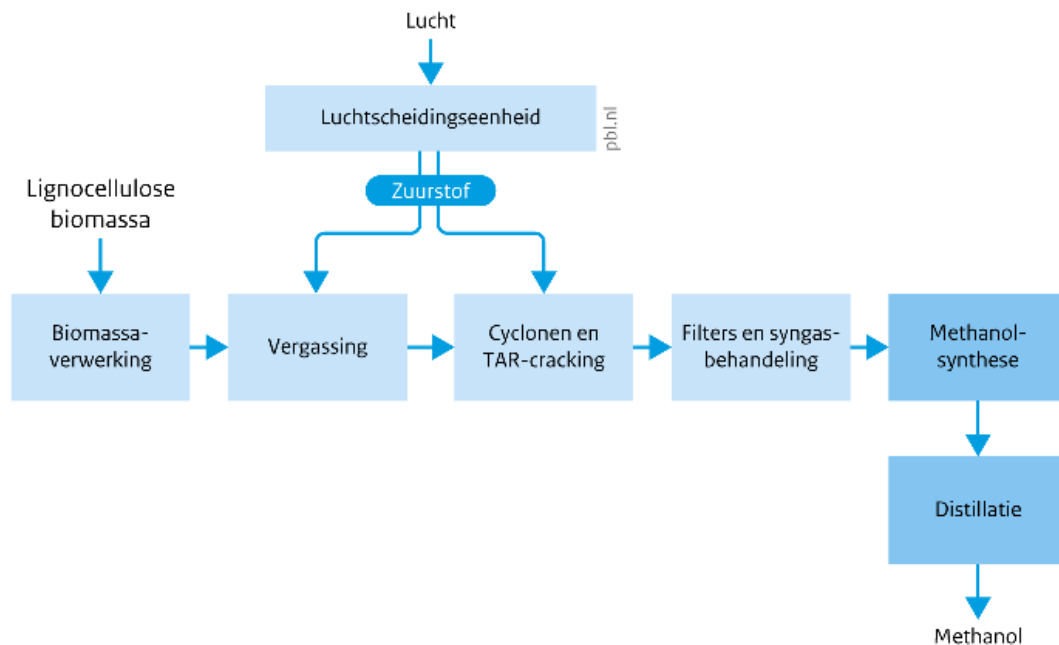 Lucht
Luchtscheidingseenheid
pbl.nl
Zuurstof
Lignocellulose
biomassa
Biomassa-
verwerking
Vergassing
Cyclonen en
TAR-cracking
Filters en syngas-
behandeling
Methanol-
synthese
Distillatie
Methanol